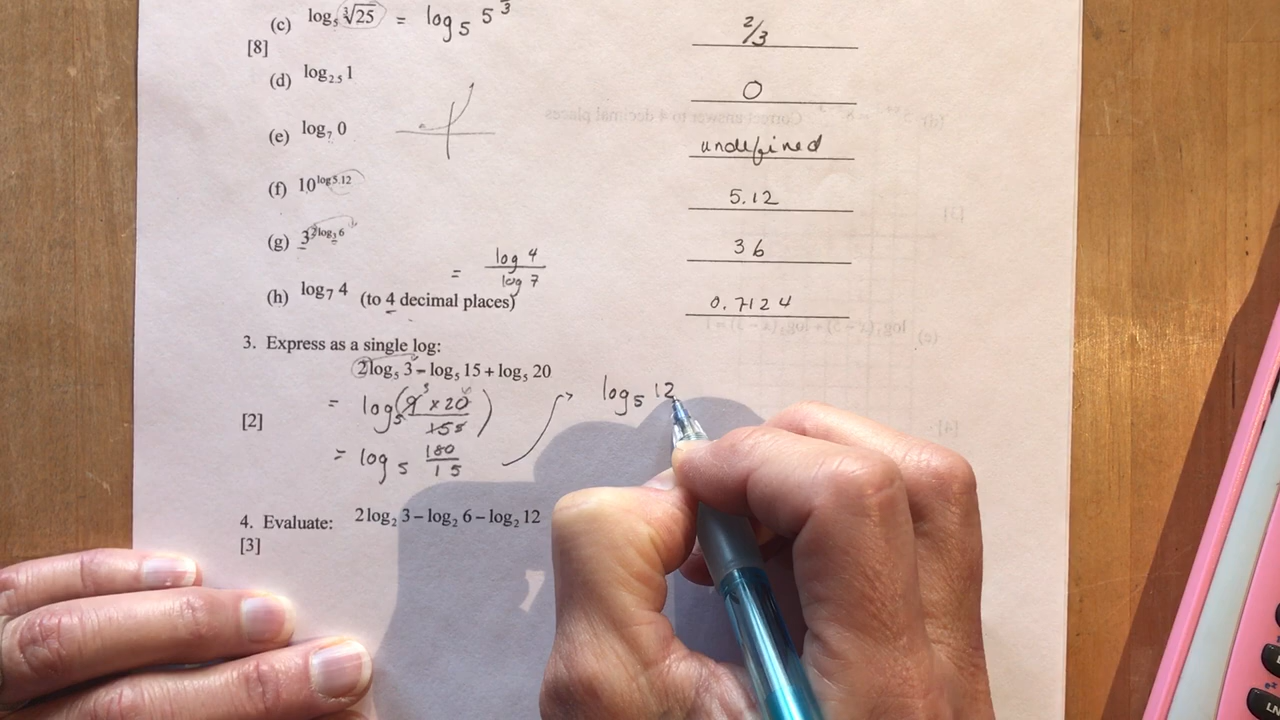 (c) log₅ ∛25 = log₅ 5^(2/3) 2/3
[8]
(d) log₂.₅ 1 0
(e) log₇ 0 undefined
(f) 10^(log 5.12) 5.12
(g) 3^(2log₃ 6) 36
= log 4 / log 7
(h) log₇ 4 (to 4 decimal places) 0.7124
3. Express as a single log:
2log₅ 3 – log₅ 15 + log₅ 20
= log₅ (9 × 20 / 15) log₅ 12
[2]
= log₅ 180/15
4. Evaluate: 2log₂ 3 – log₂ 6 – log₂ 12
[3]
LN